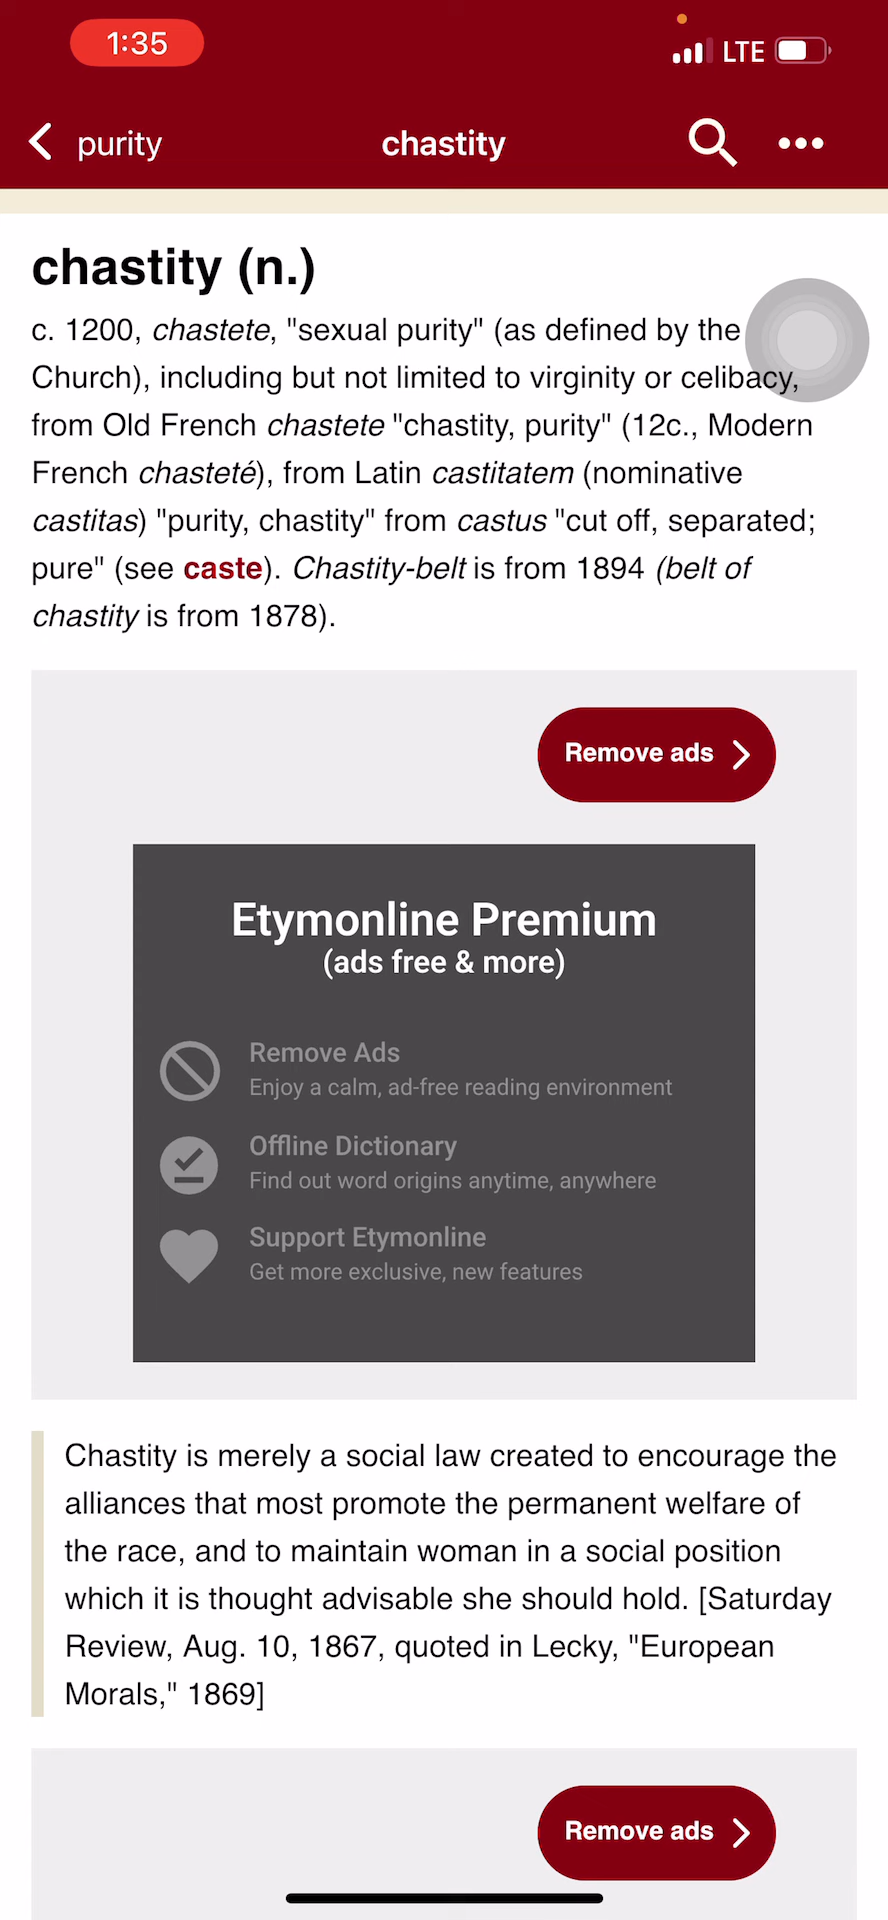 1:35
LTE
purity
chastity
chastity (n.)
c. 1200, chastete, "sexual purity" (as defined by the
Church), including but not limited to virginity or celibacy,
from Old French chastete "chastity, purity" (12c., Modern
French chasteté), from Latin castitatem (nominative
castitas) "purity, chastity" from castus "cut off, separated;
pure" (see caste). Chastity-belt is from 1894 (belt of
chastity is from 1878).
Remove ads
Etymonline Premium
(ads free & more)
Remove Ads
Enjoy a calm, ad-free reading environment
Offline Dictionary
Find out word origins anytime, anywhere
Support Etymonline
Get more exclusive, new features
Chastity is merely a social law created to encourage the
alliances that most promote the permanent welfare of
the race, and to maintain woman in a social position
which it is thought advisable she should hold. [Saturday
Review, Aug. 10, 1867, quoted in Lecky, "European
Morals," 1869]
Remove ads